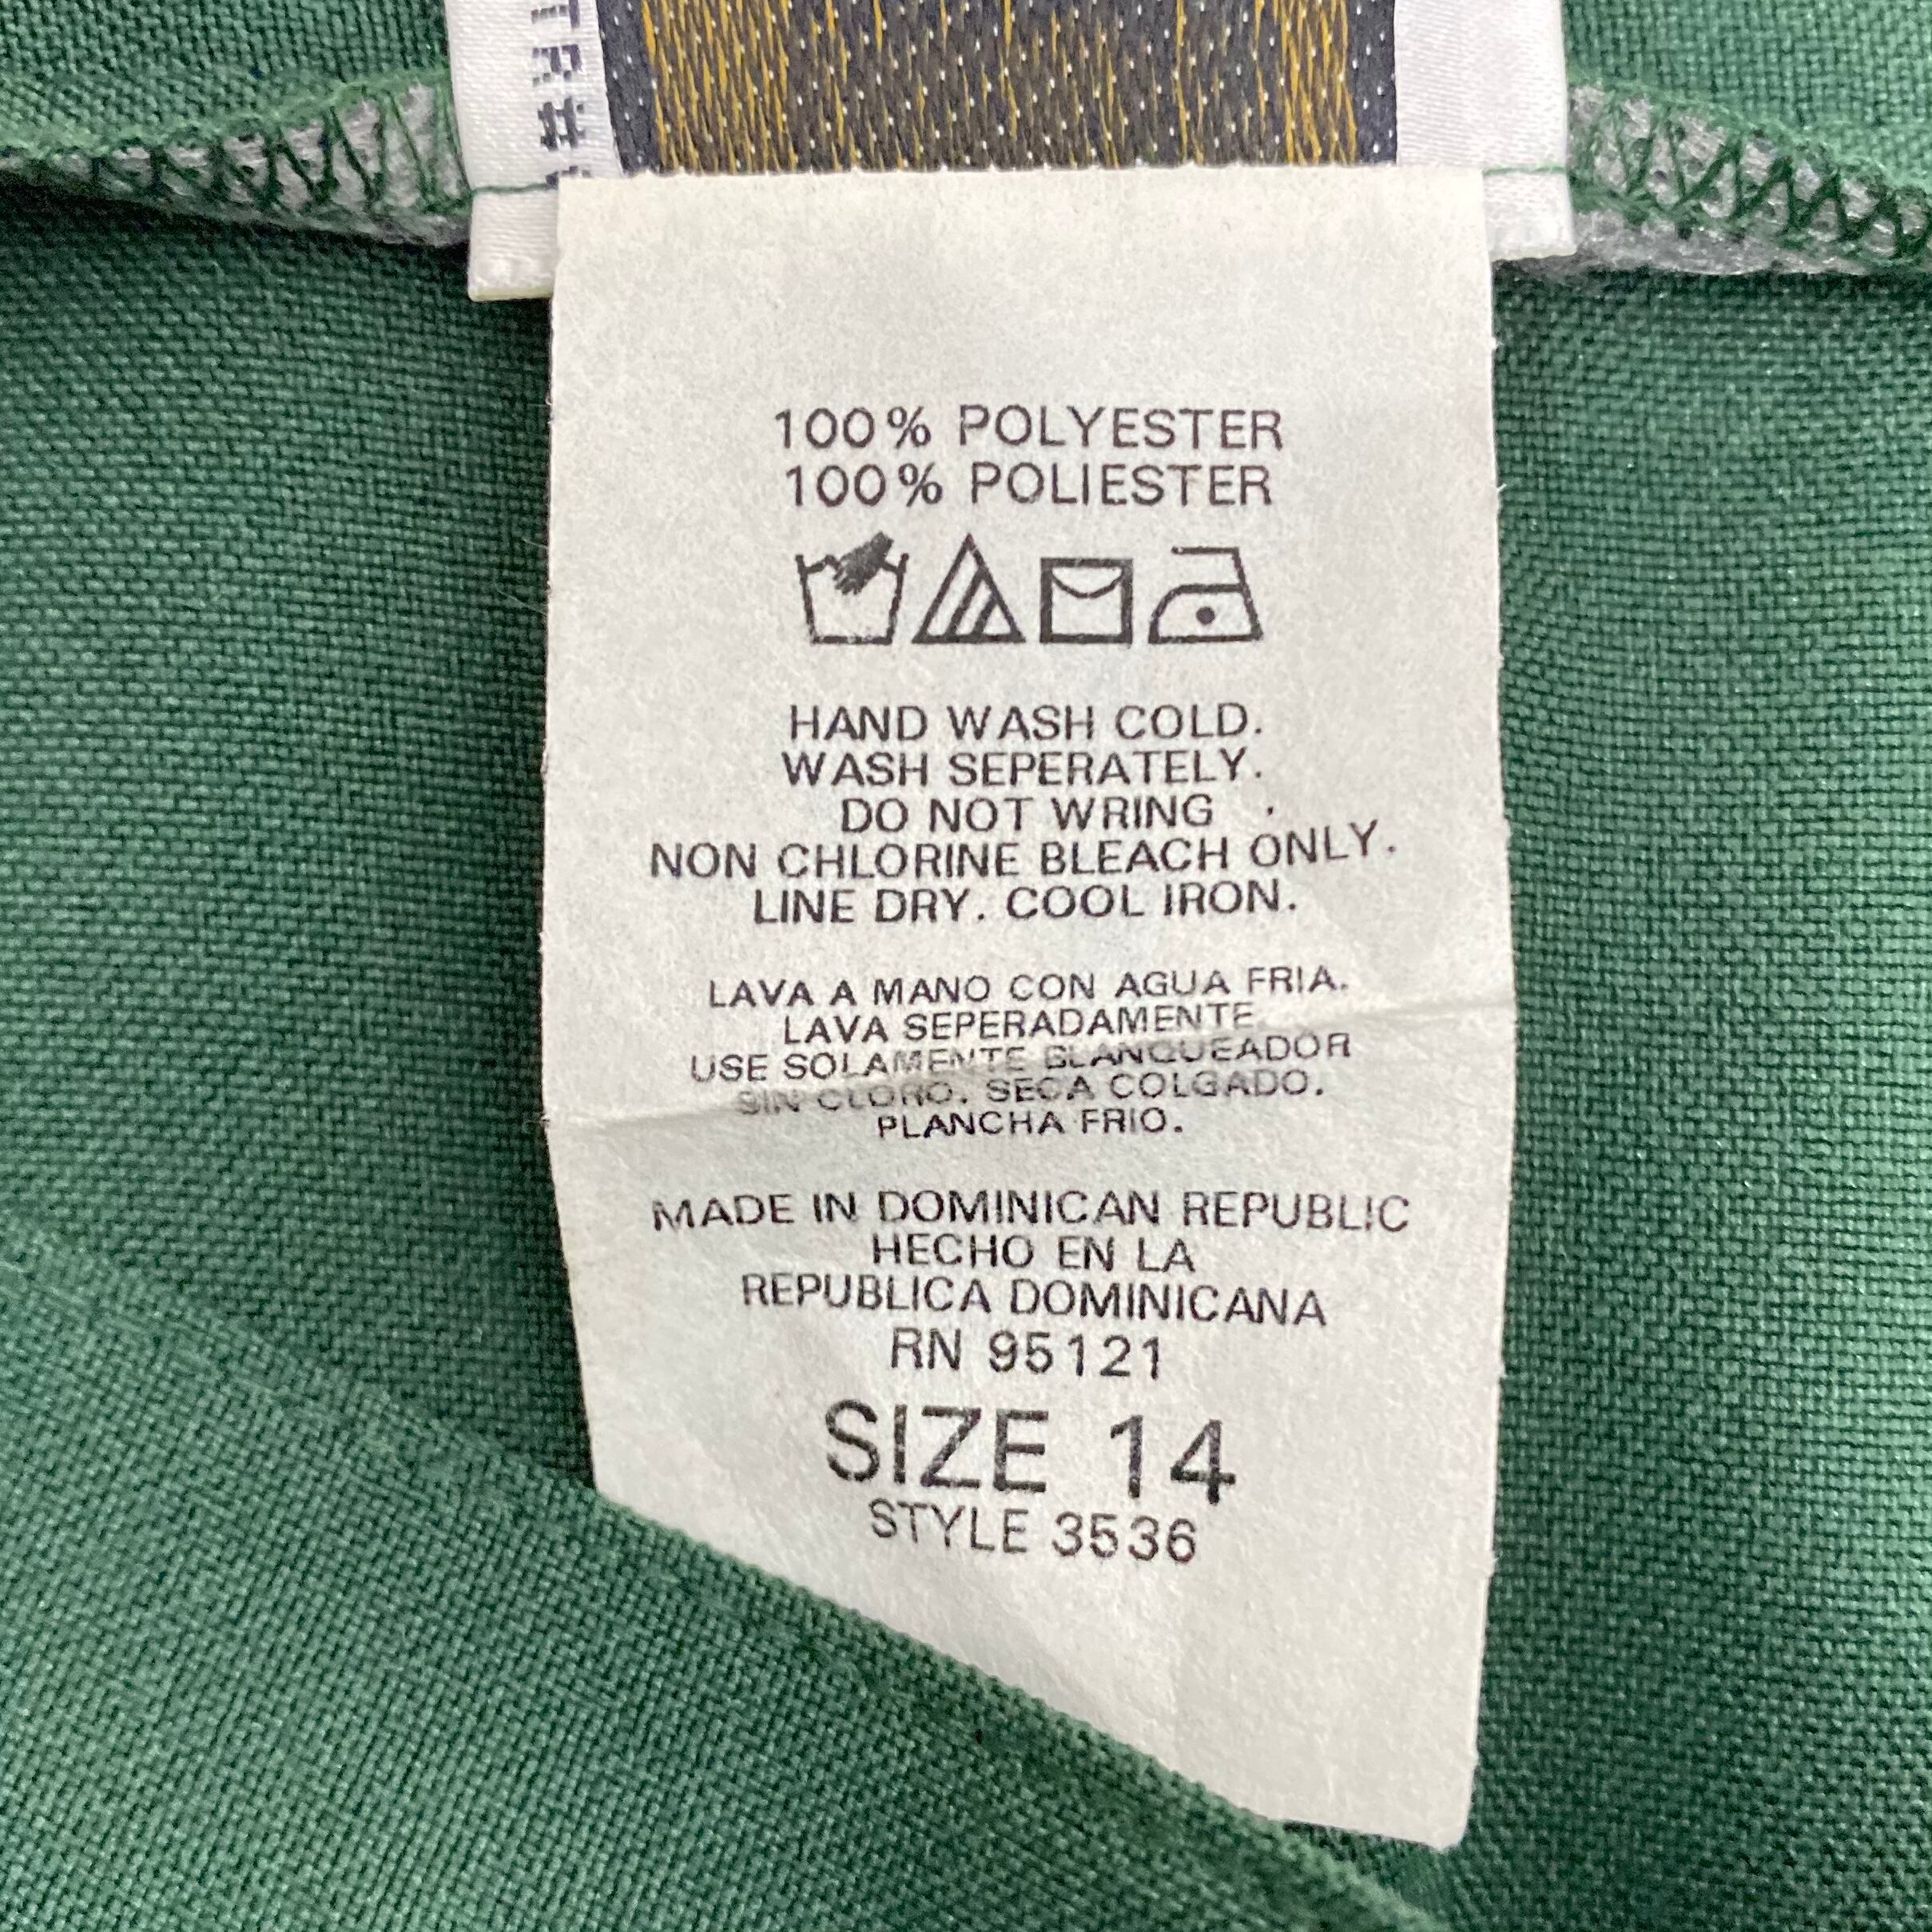 TR#
100% POLYESTER
100% POLIESTER
HAND WASH COLD.
WASH SEPERATELY.
DO NOT WRING
NON CHLORINE BLEACH ONLY.
LINE DRY. COOL IRON.
LAVA A MANO CON AGUA FRIA.
LAVA SEPERADAMENTE.
USE SOLAMENTE BLANQUEADOR
SIN CLORO. SECA COLGADO.
PLANCHA FRIO.
MADE IN DOMINICAN REPUBLIC
HECHO EN LA
REPUBLICA DOMINICANA
RN 95121
SIZE 14
STYLE 3536